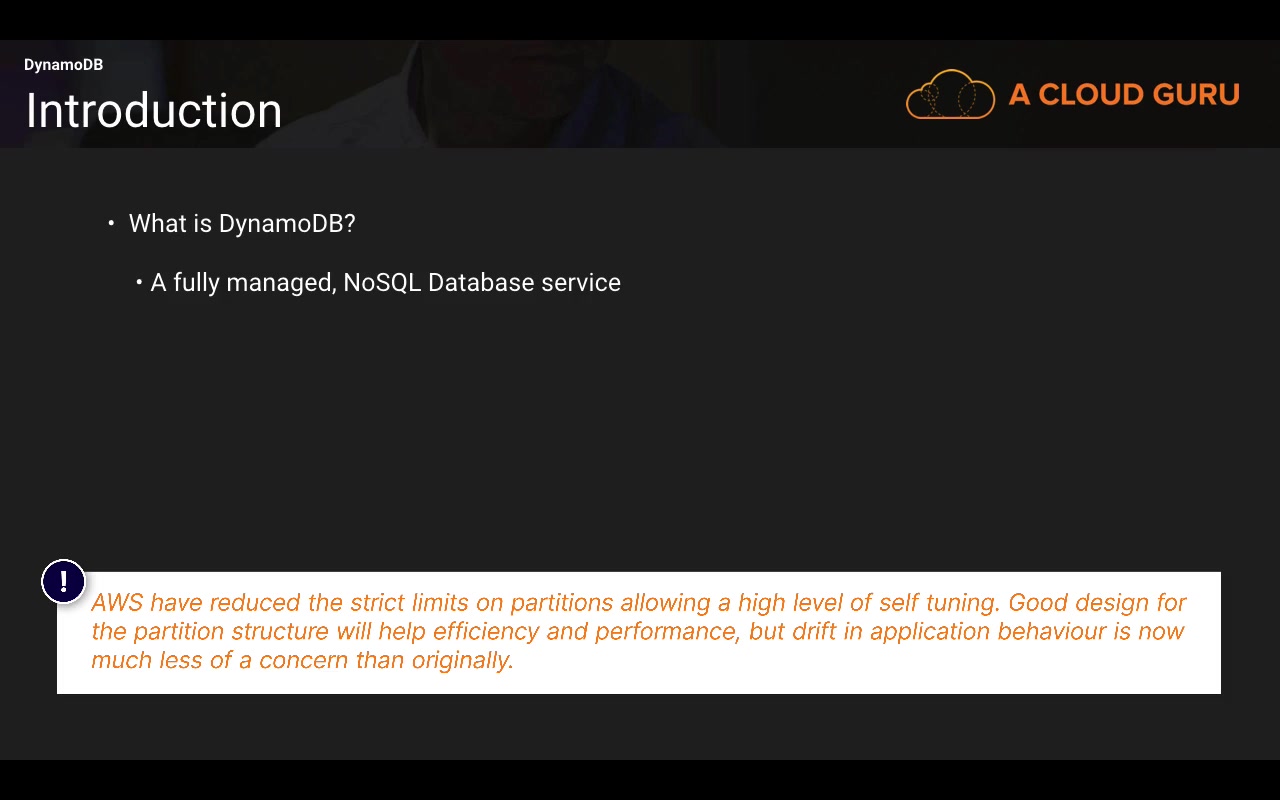 DynamoDB
Introduction
A CLOUD GURU
• What is DynamoDB?
• A fully managed, NoSQL Database service
!
AWS have reduced the strict limits on partitions allowing a high level of self tuning. Good design for
the partition structure will help efficiency and performance, but drift in application behaviour is now
much less of a concern than originally.